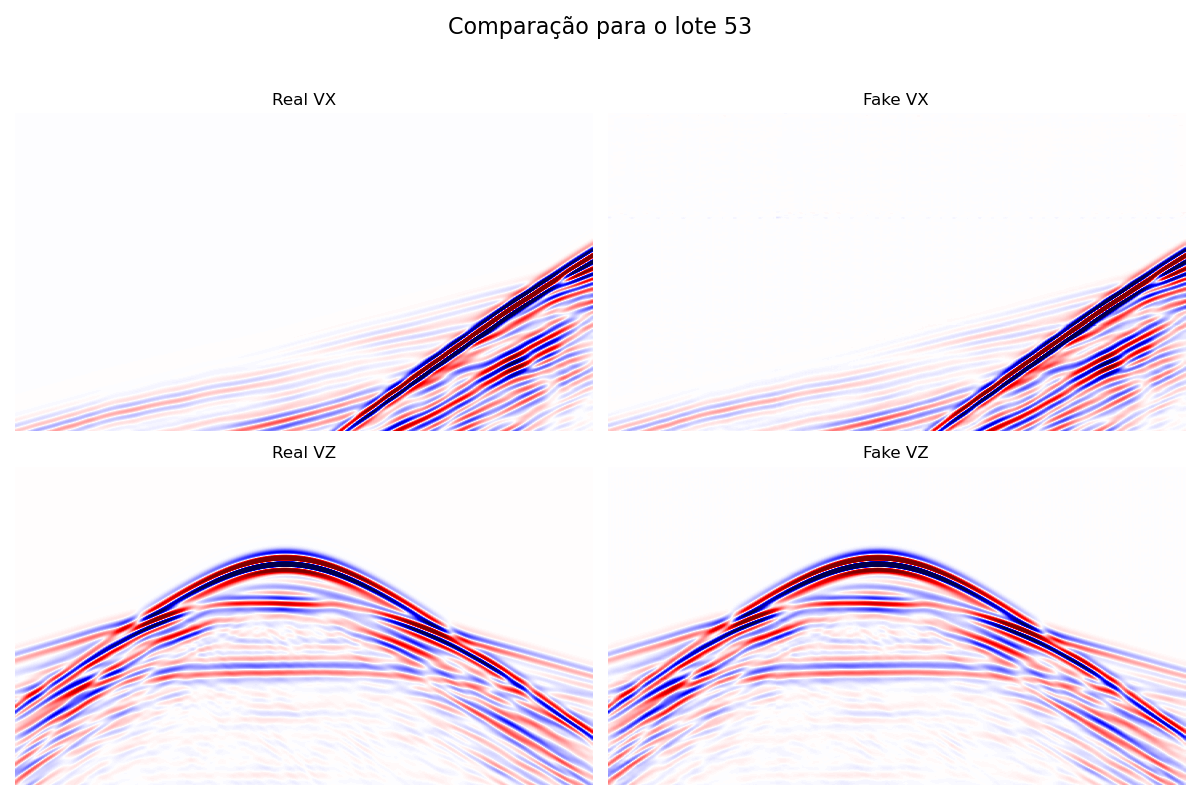 Comparação para o lote 53
Real VX
Fake VX
Real VZ
Fake VZ